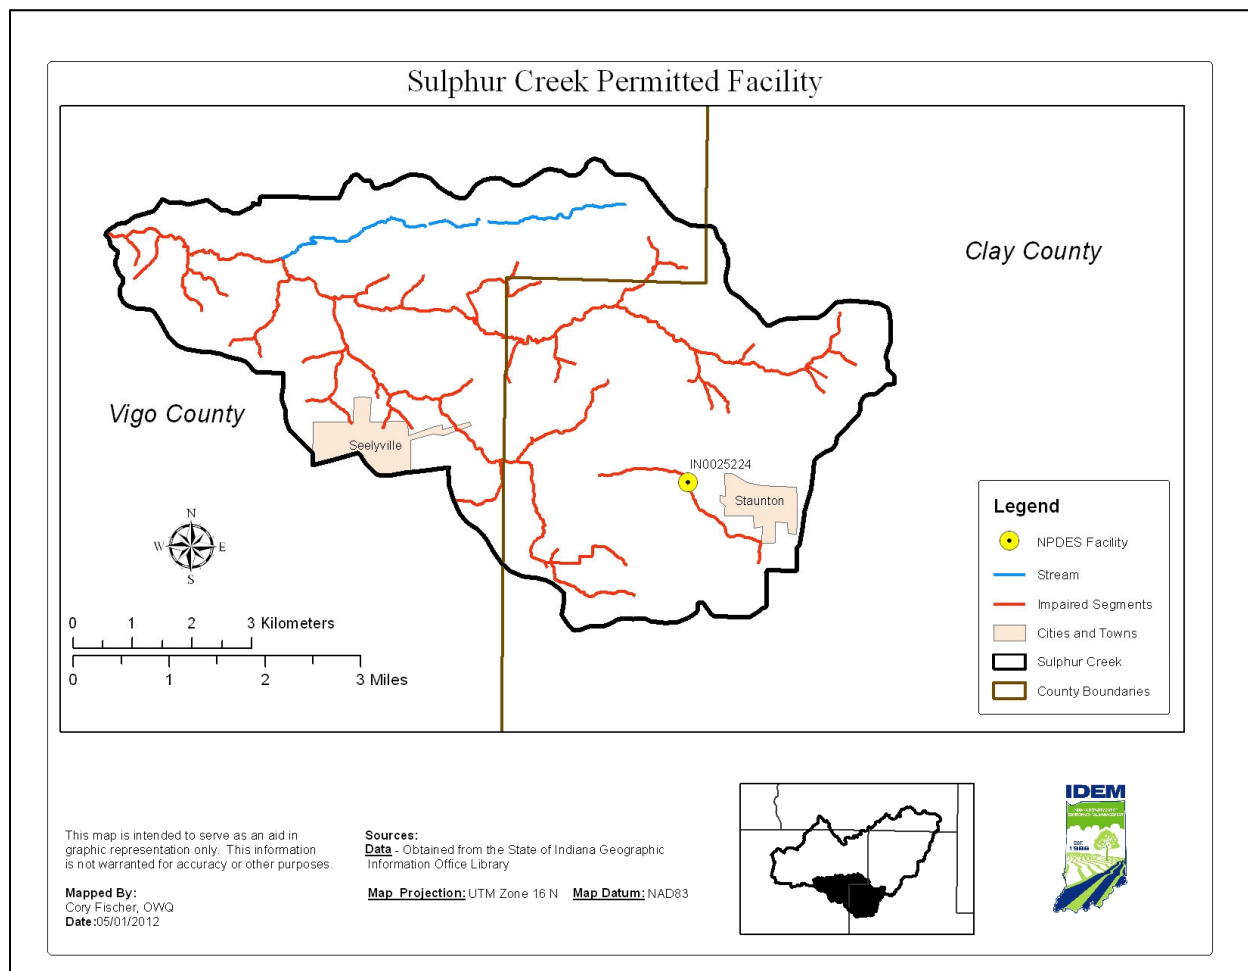 Sulphur Creek Permitted Facility
Clay County
Vigo County
Seelyville
IN0025224
Staunton
N
W E
S
0 1 2 3 Kilometers
0 1 2 3 Miles
Legend
NPDES Facility
Stream
Impaired Segments
Cities and Towns
Sulphur Creek
County Boundaries
This map is intended to serve as an aid in
graphic representation only. This information
is not warranted for accuracy or other purposes.
Mapped By:
Cory Fischer, OWQ
Date:05/01/2012
Sources:
Data - Obtained from the State of Indiana Geographic
Information Office Library
Map Projection: UTM Zone 16 N Map Datum: NAD83
IDEM
EST.
1986